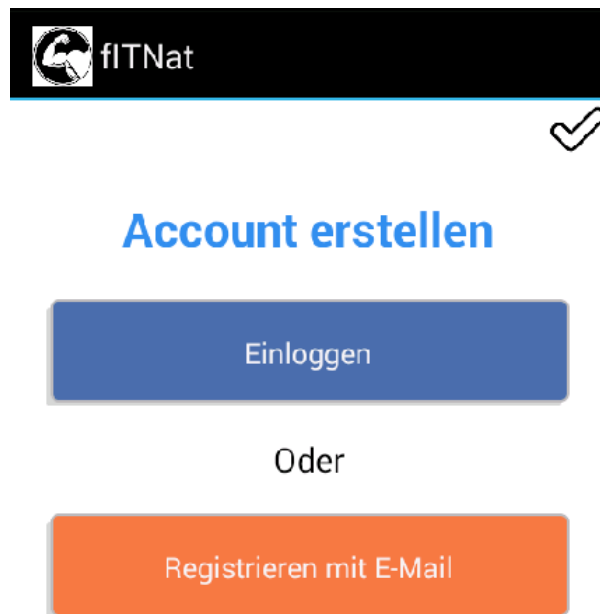 fITNat
Account erstellen
Einloggen
Oder
Registrieren mit E-Mail